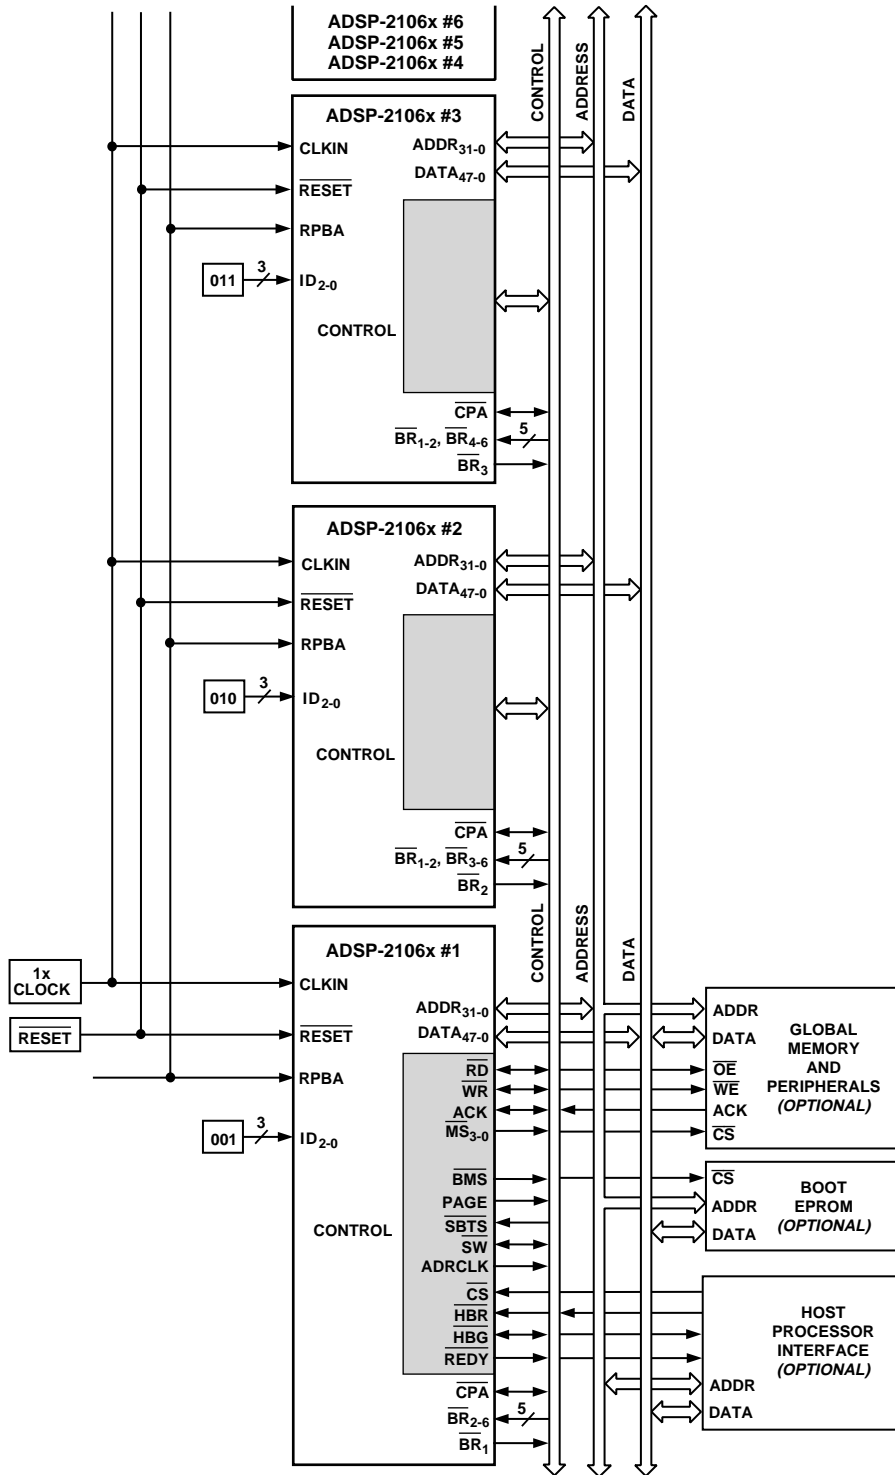 ADSP-2106x #6
ADSP-2106x #5
ADSP-2106x #4
CONTROL
ADDRESS
DATA
ADSP-2106x #3
CLKIN
ADDR31-0
DATA47-0
RESET
RPBA
011
3
ID2-0
CONTROL
CPA
BR1-2, BR4-6
5
BR3
ADSP-2106x #2
CLKIN
ADDR31-0
DATA47-0
RESET
RPBA
010
3
ID2-0
CONTROL
CPA
BR1-2, BR3-6
5
BR2
CONTROL
ADDRESS
DATA
ADSP-2106x #1
1x
CLOCK
CLKIN
ADDR31-0
RESET
RESET
DATA47-0
RPBA
RD
WR
ACK
MS3-0
001
3
ID2-0
BMS
PAGE
SBTS
CONTROL
SW
ADRCLK
CS
HBR
HBG
REDY
CPA
BR2-6
5
BR1
ADDR
DATA
OE
WE
ACK
CS
GLOBAL
MEMORY
AND
PERIPHERALS
(OPTIONAL)
CS
ADDR
DATA
BOOT
EPROM
(OPTIONAL)
HOST
PROCESSOR
INTERFACE
(OPTIONAL)
ADDR
DATA